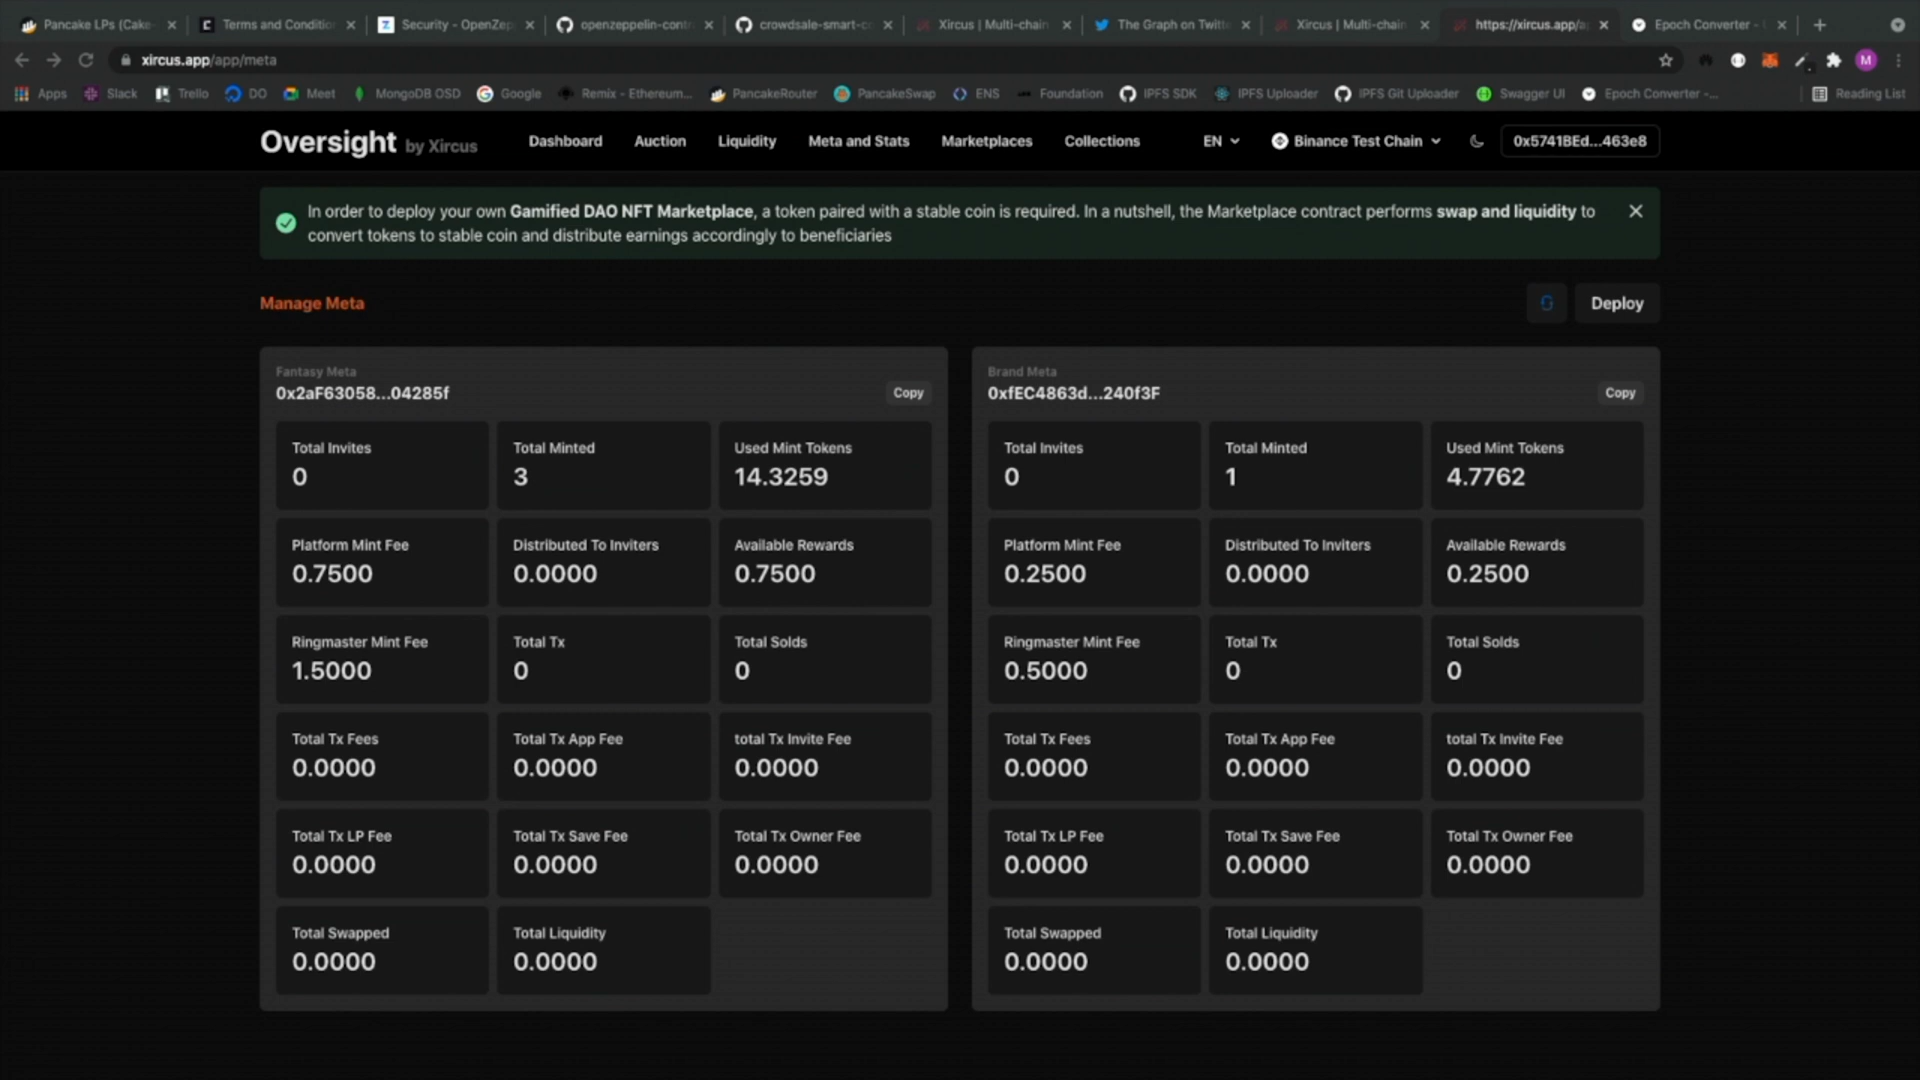 Pancake LPs (Cake-
Terms and Conditio
Security - OpenZep
openzeppelin-contr
crowdsale-smart-co
Xircus | Multi-chain
The Graph on Twitt
Xircus | Multi-chain
https://xircus.app/a
Epoch Converter -
xircus.app/app/meta
M
Apps
Slack
Trello
DO
Meet
MongoDB OSD
Google
Remix - Ethereum...
PancakeRouter
PancakeSwap
ENS
Foundation
IPFS SDK
IPFS Uploader
IPFS Git Uploader
Swagger UI
Epoch Converter -...
Reading List
Oversight by Xircus
Dashboard
Auction
Liquidity
Meta and Stats
Marketplaces
Collections
EN
Binance Test Chain
0x5741BEd...463e8
In order to deploy your own Gamified DAO NFT Marketplace, a token paired with a stable coin is required. In a nutshell, the Marketplace contract performs swap and liquidity to
convert tokens to stable coin and distribute earnings accordingly to beneficiaries
Manage Meta
Deploy
Fantasy Meta
0x2aF63058...04285f
Copy
Total Invites
0
Total Minted
3
Used Mint Tokens
14.3259
Platform Mint Fee
0.7500
Distributed To Inviters
0.0000
Available Rewards
0.7500
Ringmaster Mint Fee
1.5000
Total Tx
0
Total Solds
0
Total Tx Fees
0.0000
Total Tx App Fee
0.0000
total Tx Invite Fee
0.0000
Total Tx LP Fee
0.0000
Total Tx Save Fee
0.0000
Total Tx Owner Fee
0.0000
Total Swapped
0.0000
Total Liquidity
0.0000
Brand Meta
0xfEC4863d...240f3F
Copy
Total Invites
0
Total Minted
1
Used Mint Tokens
4.7762
Platform Mint Fee
0.2500
Distributed To Inviters
0.0000
Available Rewards
0.2500
Ringmaster Mint Fee
0.5000
Total Tx
0
Total Solds
0
Total Tx Fees
0.0000
Total Tx App Fee
0.0000
total Tx Invite Fee
0.0000
Total Tx LP Fee
0.0000
Total Tx Save Fee
0.0000
Total Tx Owner Fee
0.0000
Total Swapped
0.0000
Total Liquidity
0.0000